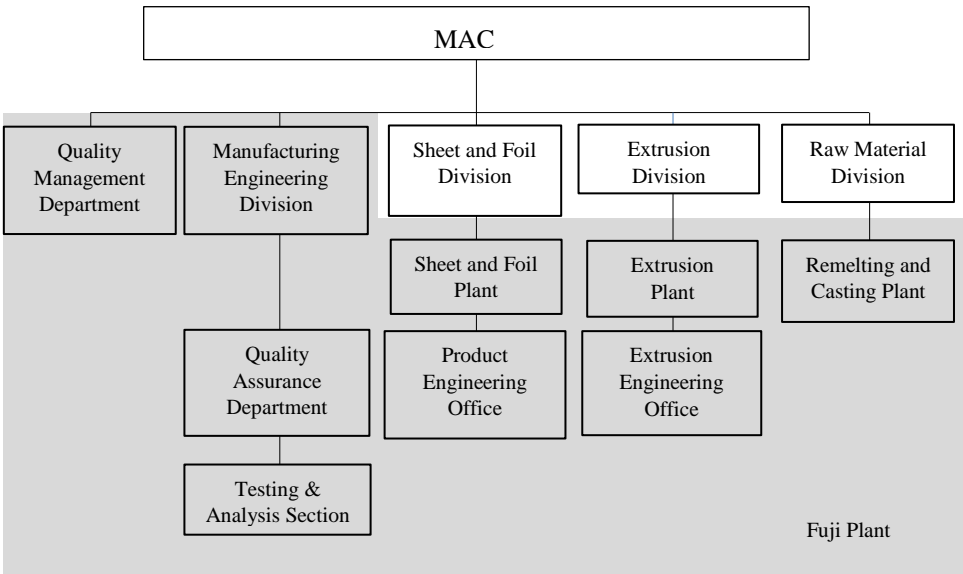 MAC
Quality
Management
Department
Manufacturing
Engineering
Division
Sheet and Foil
Division
Extrusion
Division
Raw Material
Division
Sheet and Foil
Plant
Extrusion
Plant
Remelting and
Casting Plant
Quality
Assurance
Department
Product
Engineering
Office
Extrusion
Engineering
Office
Testing &
Analysis Section
Fuji Plant